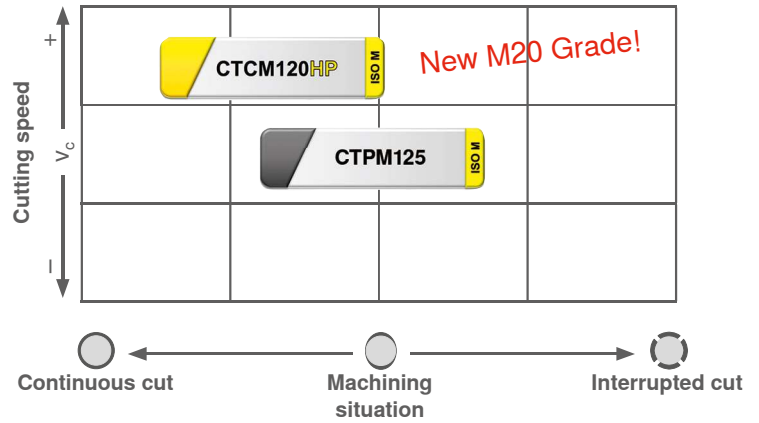 +
CTCM120HP
ISO M
New M20 Grade!
Cutting speed
vc
CTPM125
ISO M
–
Continuous cut
Machining
situation
Interrupted cut